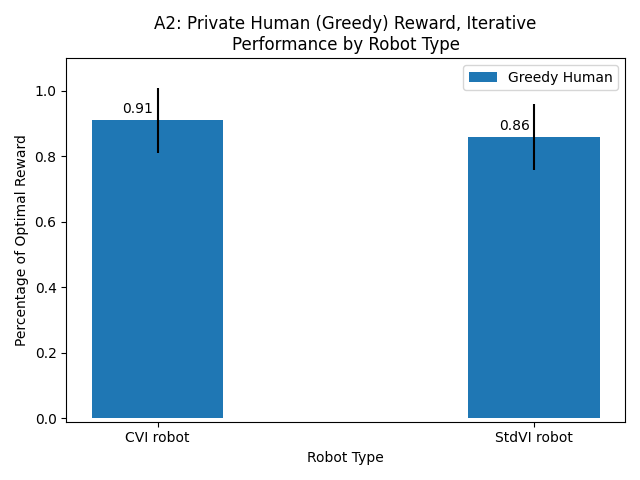 A2: Private Human (Greedy) Reward, Iterative
Performance by Robot Type
Greedy Human
Percentage of Optimal Reward
1.0
0.8
0.6
0.4
0.2
0.0
0.91
0.86
CVI robot
StdVI robot
Robot Type